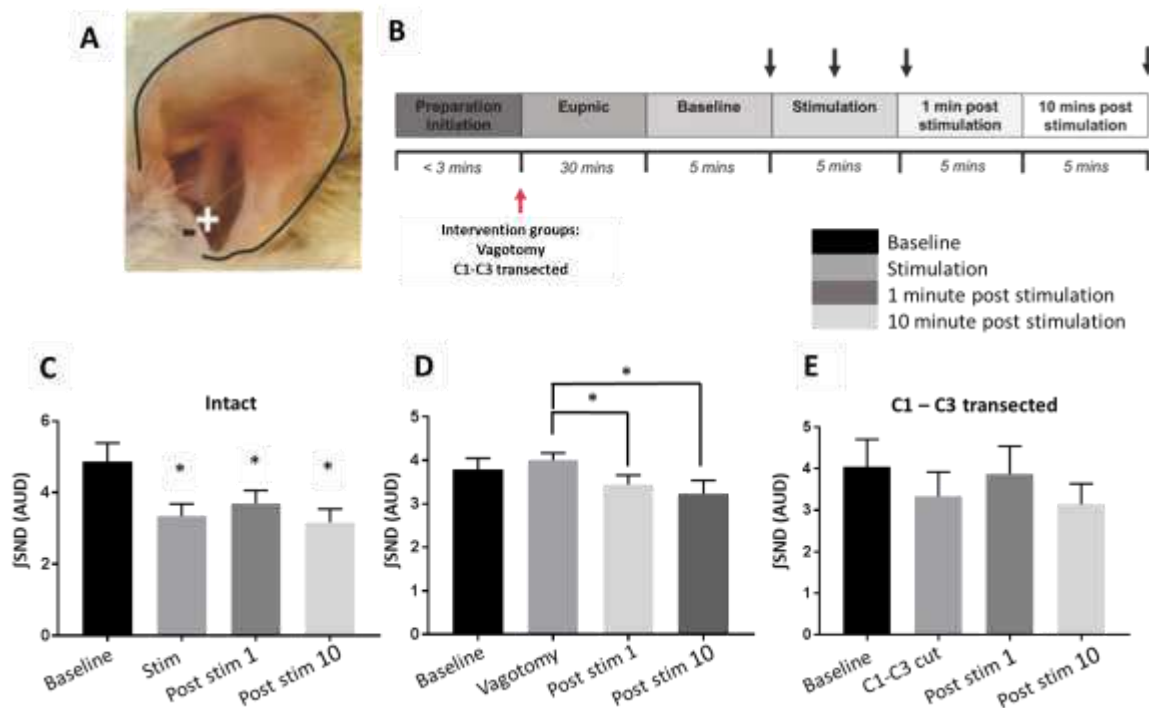 A
B
Preparation
Initiation
Eupnic
Baseline
Stimulation
1 min post
stimulation
10 mins post
stimulation
< 3 mins
30 mins
5 mins
5 mins
5 mins
5 mins
- +
Intervention groups:
Vagotomy
C1-C3 transected
Baseline
Stimulation
1 minute post stimulation
10 minute post stimulation
C
Intact
∫SND (AUD)
6
4
2
0
* * *
Baseline
Stim
Post stim 1
Post stim 10
D
∫SND (AUD)
5
4
3
2
1
0
*
*
Baseline
Vagotomy
Post stim 1
Post stim 10
E
C1 – C3 transected
∫SND (AUD)
5
4
3
2
1
0
Baseline
C1-C3 cut
Post stim 1
Post stim 10